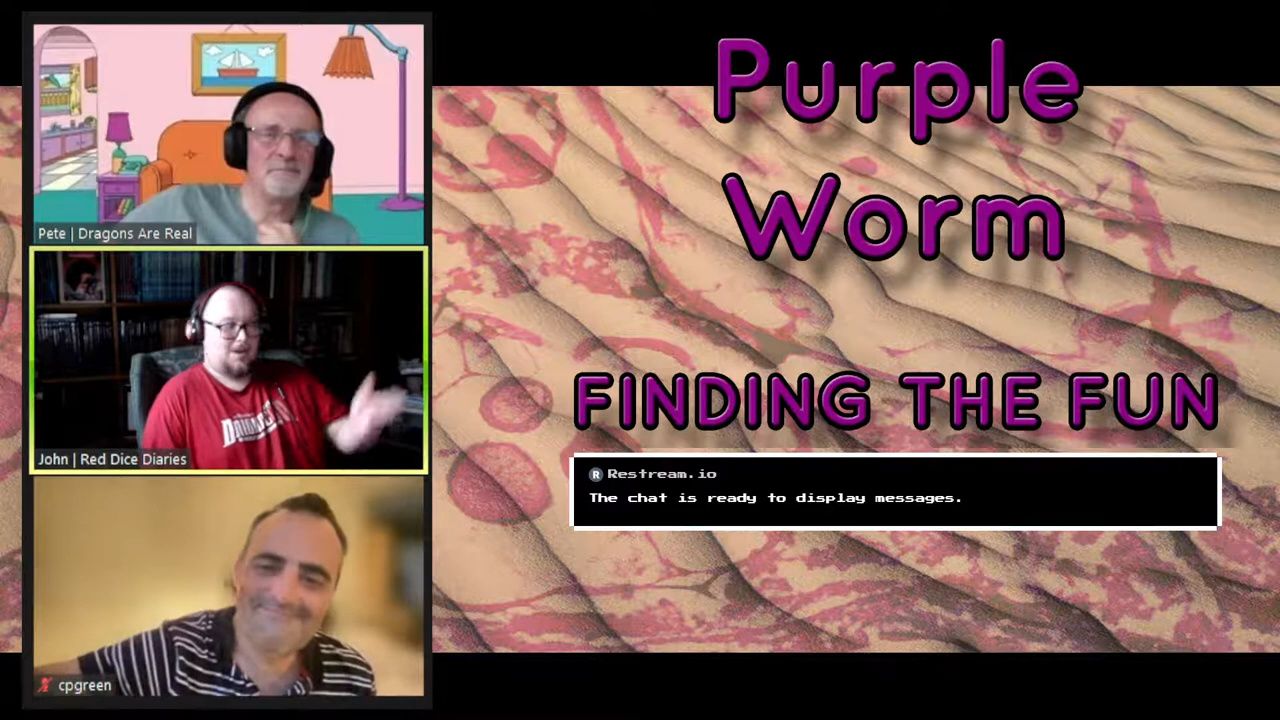 Purple
Worm
FINDING THE FUN
Restream.io
The chat is ready to display messages.
Pete | Dragons Are Real
John | Red Dice Diaries
cpgreen